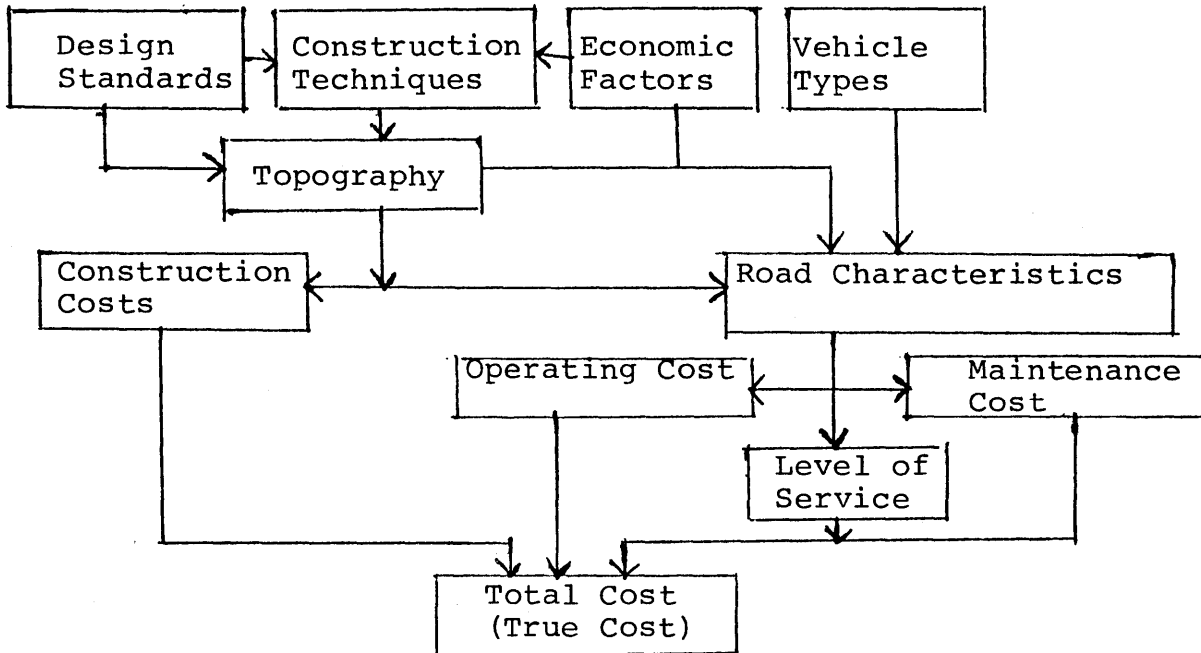 Design
Standards
Construction
Techniques
Economic
Factors
Vehicle
Types
Topography
Construction
Costs
Road Characteristics
Operating Cost
Maintenance
Cost
Level of
Service
Total Cost
(True Cost)